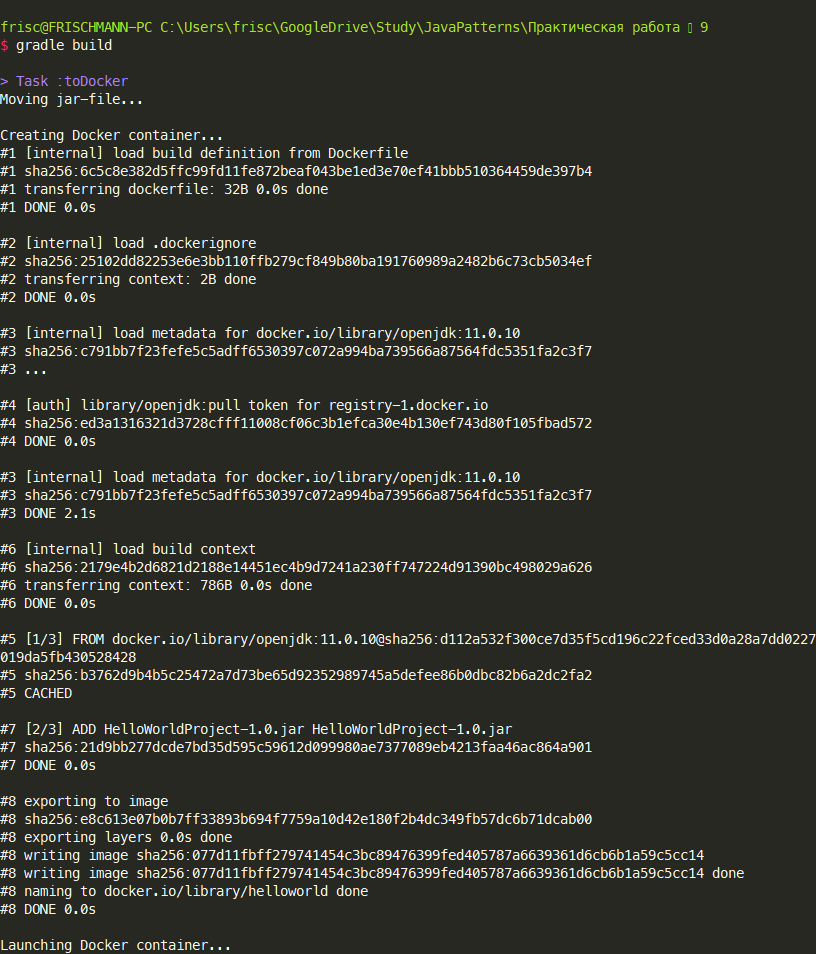 frisc@FRISCHMANN-PC C:\Users\frisc\GoogleDrive\Study\JavaPatterns\Практическая работа ▯ 9
$ gradle build
> Task :toDocker
Moving jar-file...
Creating Docker container...
#1 [internal] load build definition from Dockerfile
#1 sha256:6c5c8e382d5ffc99fd11fe872beaf043be1ed3e70ef41bbb510364459de397b4
#1 transferring dockerfile: 32B 0.0s done
#1 DONE 0.0s
#2 [internal] load .dockerignore
#2 sha256:25102dd82253e6e3bb110ffb279cf849b80ba191760989a2482b6c73cb5034ef
#2 transferring context: 2B done
#2 DONE 0.0s
#3 [internal] load metadata for docker.io/library/openjdk:11.0.10
#3 sha256:c791bb7f23fefe5c5adff6530397c072a994ba739566a87564fdc5351fa2c3f7
#3 ...
#4 [auth] library/openjdk:pull token for registry-1.docker.io
#4 sha256:ed3a1316321d3728cfff11008cf06c3b1efca30e4b130ef743d80f105fbad572
#4 DONE 0.0s
#3 [internal] load metadata for docker.io/library/openjdk:11.0.10
#3 sha256:c791bb7f23fefe5c5adff6530397c072a994ba739566a87564fdc5351fa2c3f7
#3 DONE 2.1s
#6 [internal] load build context
#6 sha256:2179e4b2d6821d2188e14451ec4b9d7241a230ff747224d91390bc498029a626
#6 transferring context: 786B 0.0s done
#6 DONE 0.0s
#5 [1/3] FROM docker.io/library/openjdk:11.0.10@sha256:d112a532f300ce7d35f5cd196c22fced33d0a28a7dd0227
019da5fb430528428
#5 sha256:b3762d9b4b5c25472a7d73be65d92352989745a5defee86b0dbc82b6a2dc2fa2
#5 CACHED
#7 [2/3] ADD HelloWorldProject-1.0.jar HelloWorldProject-1.0.jar
#7 sha256:21d9bb277dcde7bd35d595c59612d099980ae7377089eb4213faa46ac864a901
#7 DONE 0.0s
#8 exporting to image
#8 sha256:e8c613e07b0b7ff33893b694f7759a10d42e180f2b4dc349fb57dc6b71dcab00
#8 exporting layers 0.0s done
#8 writing image sha256:077d11fbff279741454c3bc89476399fed405787a6639361d6cb6b1a59c5cc14
#8 writing image sha256:077d11fbff279741454c3bc89476399fed405787a6639361d6cb6b1a59c5cc14 done
#8 naming to docker.io/library/helloworld done
#8 DONE 0.0s
Launching Docker container...